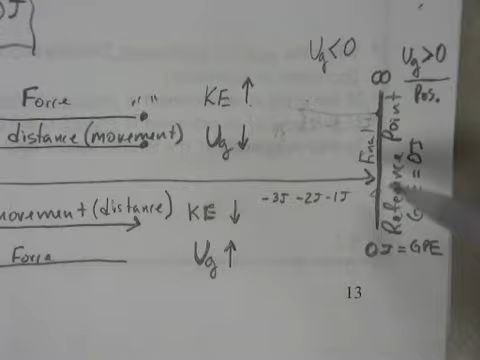 J
Ug<0
∞
Ug>0
Pos.
Force " " KE ↑
distance (movement) Ug ↓
Final
Reference Point
= 0J
-3J -2J -1J
movement (distance) KE ↓
Force Ug ↑
0J = GPE
13